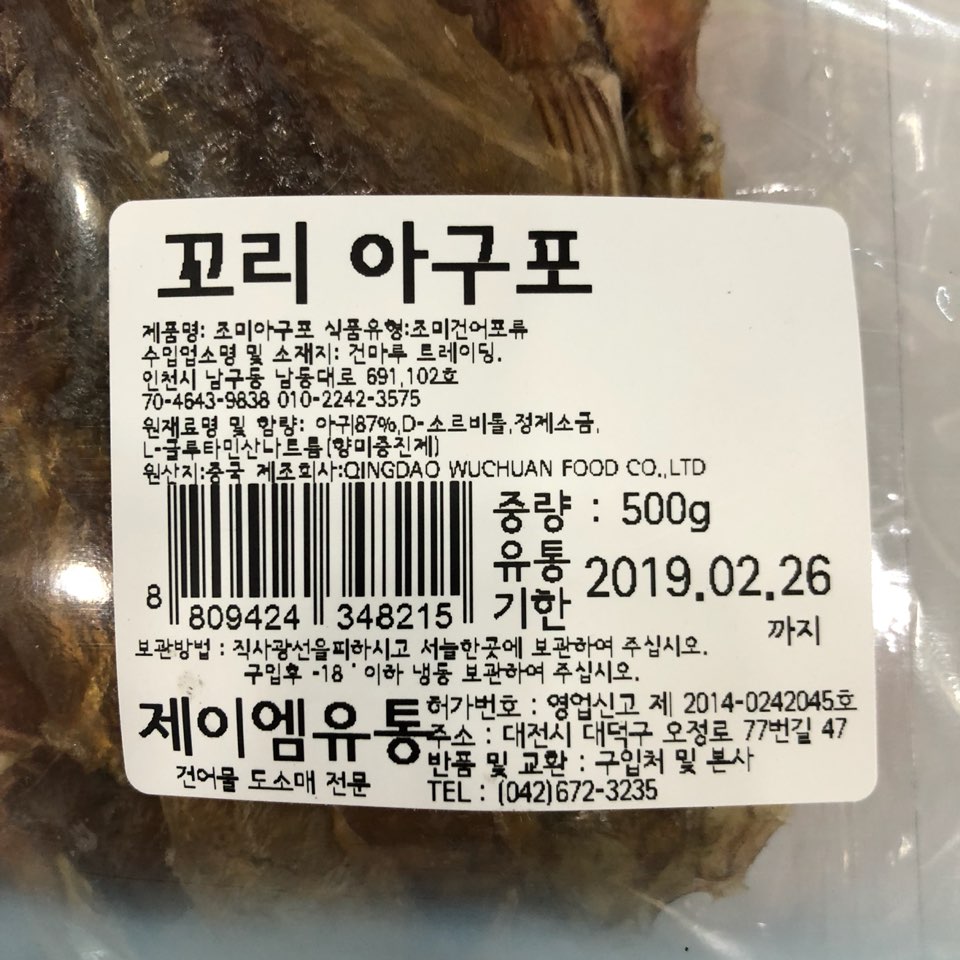 꼬리 아구포
제품명: 조미아구포 식품유형:조미건어포류
수입업소명 및 소재지: 건마루 트레이딩.
인천시 남구동 남동대로 691,102호
70-4643-9838 010-2242-3575
원재료명 및 함량: 아귀87%,D-소르비톨,정제소금,
L-글루타민산나트륨(향미증진제)
원산지:중국 제조회사:QINGDAO WUCHUAN FOOD CO.,LTD
중량 : 500g
유통기한 2019.02.26
까지
8 809424 348215
보관방법 : 직사광선을피하시고 서늘한곳에 보관하여 주십시오.
구입후 -18˚이하 냉동 보관하여 주십시오.
제이엠유통
건어물 도소매 전문
허가번호 : 영업신고 제 2014-0242045호
주소 : 대전시 대덕구 오정로 77번길 47
반품 및 교환 : 구입처 및 본사
TEL : (042)672-3235